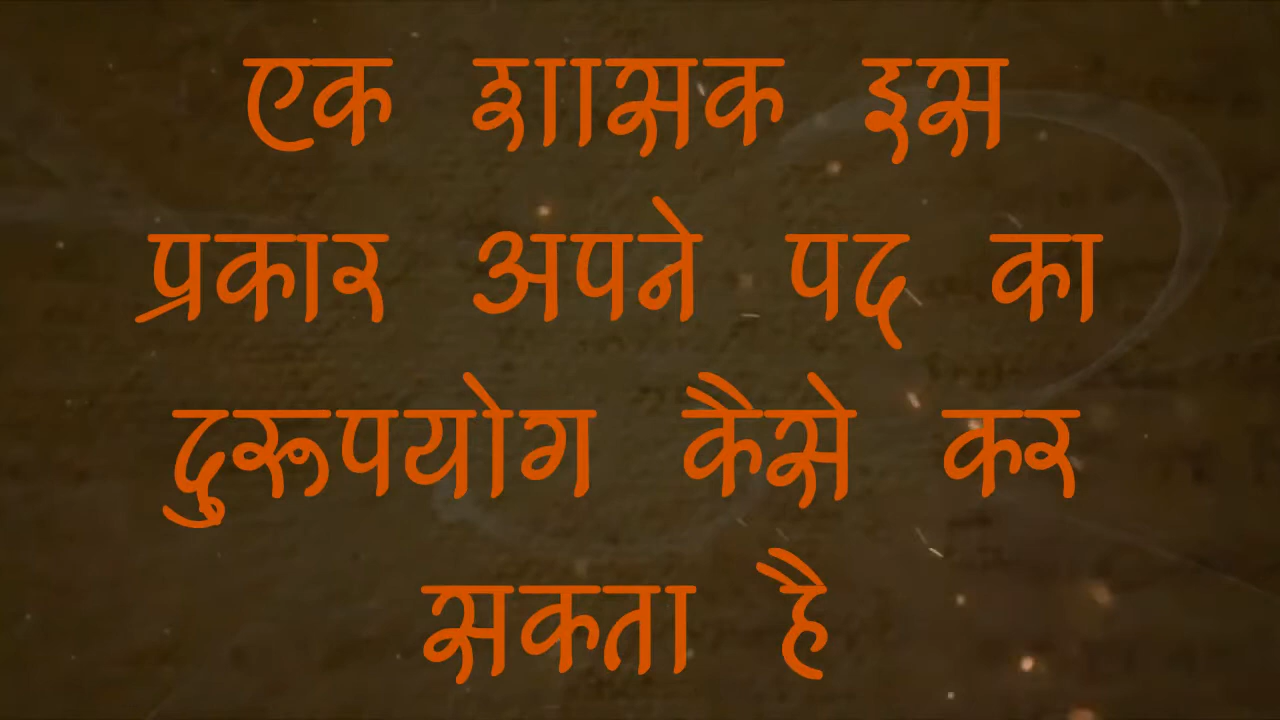 एक शासक इस
प्रकार अपने पद का
दुरूपयोग कैसे कर
सकता है